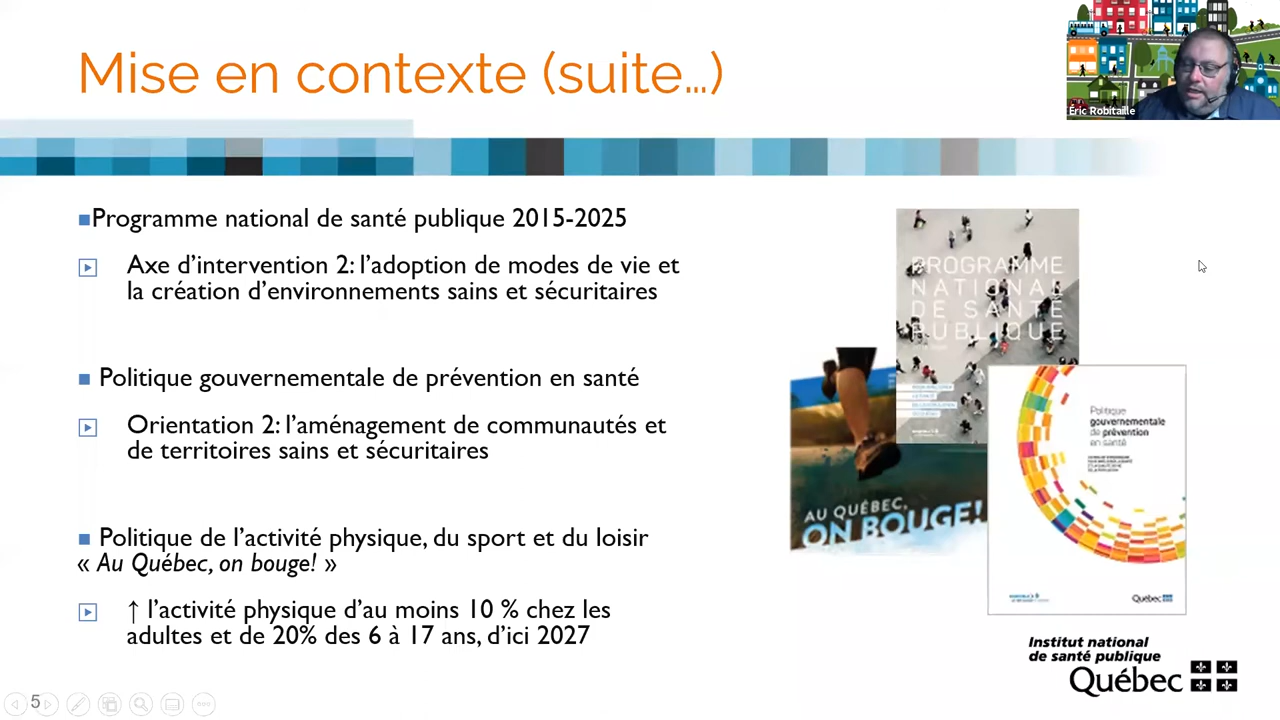 Mise en contexte (suite...)
Éric Robitaille
■Programme national de santé publique 2015-2025
Axe d’intervention 2: l’adoption de modes de vie et
la création d’environnements sains et sécuritaires
■ Politique gouvernementale de prévention en santé
Orientation 2: l’aménagement de communautés et
de territoires sains et sécuritaires
■ Politique de l’activité physique, du sport et du loisir
« Au Québec, on bouge! »
↑ l’activité physique d’au moins 10 % chez les
adultes et de 20% des 6 à 17 ans, d’ici 2027
PROGRAMME
NATIONAL
DE SANTÉ
PUBLIQUE
AU QUÉBEC,
ON BOUGE!
Politique
gouvernementale
de prévention
en santé
Québec
Institut national
de santé publique
Québec
5